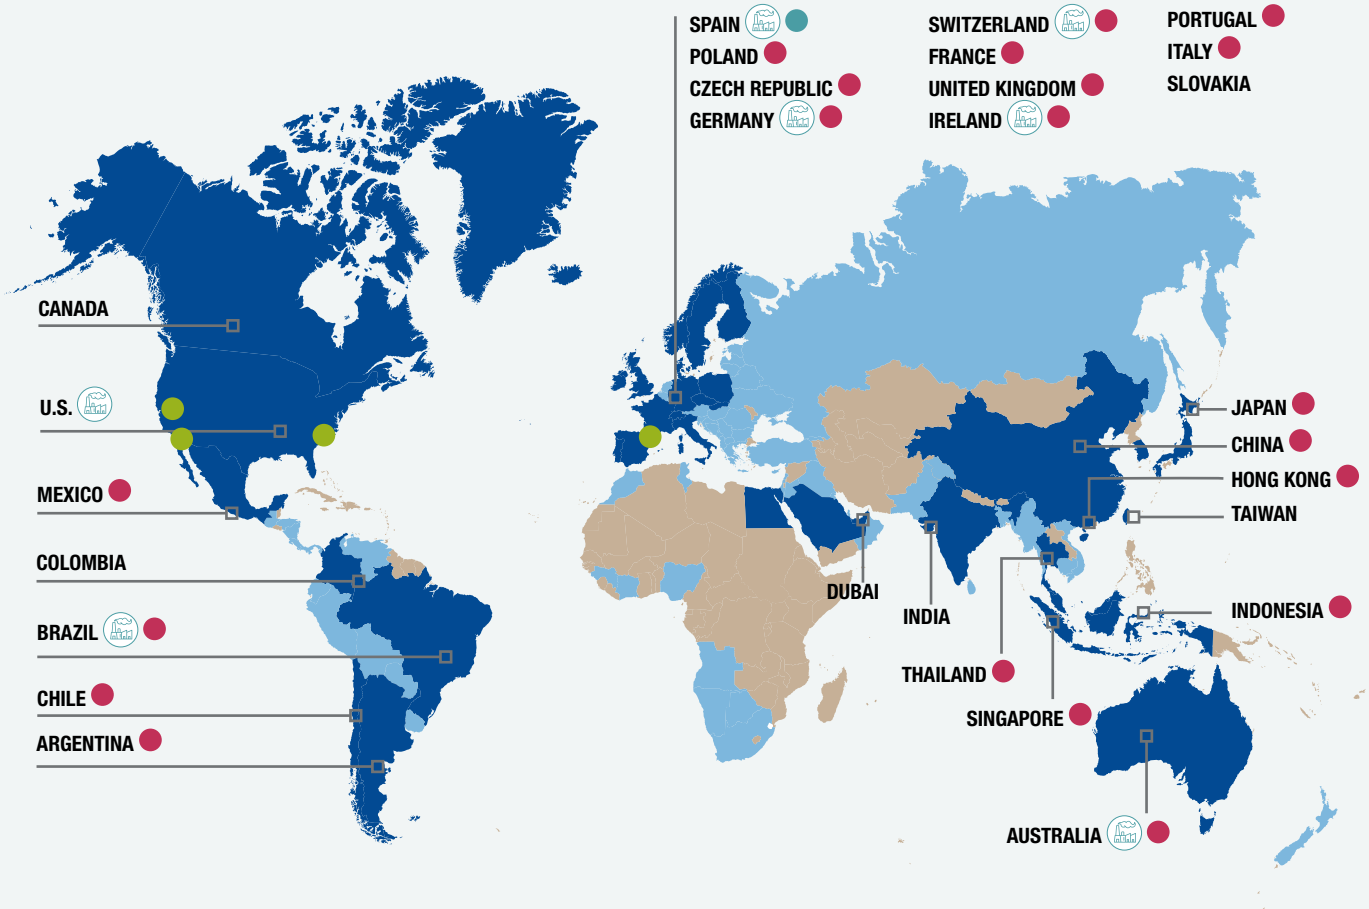 SPAIN
POLAND
CZECH REPUBLIC
GERMANY
SWITZERLAND
FRANCE
UNITED KINGDOM
IRELAND
PORTUGAL
ITALY
SLOVAKIA
CANADA
U.S.
MEXICO
COLOMBIA
BRAZIL
CHILE
ARGENTINA
JAPAN
CHINA
HONG KONG
TAIWAN
DUBAI
INDIA
INDONESIA
THAILAND
SINGAPORE
AUSTRALIA